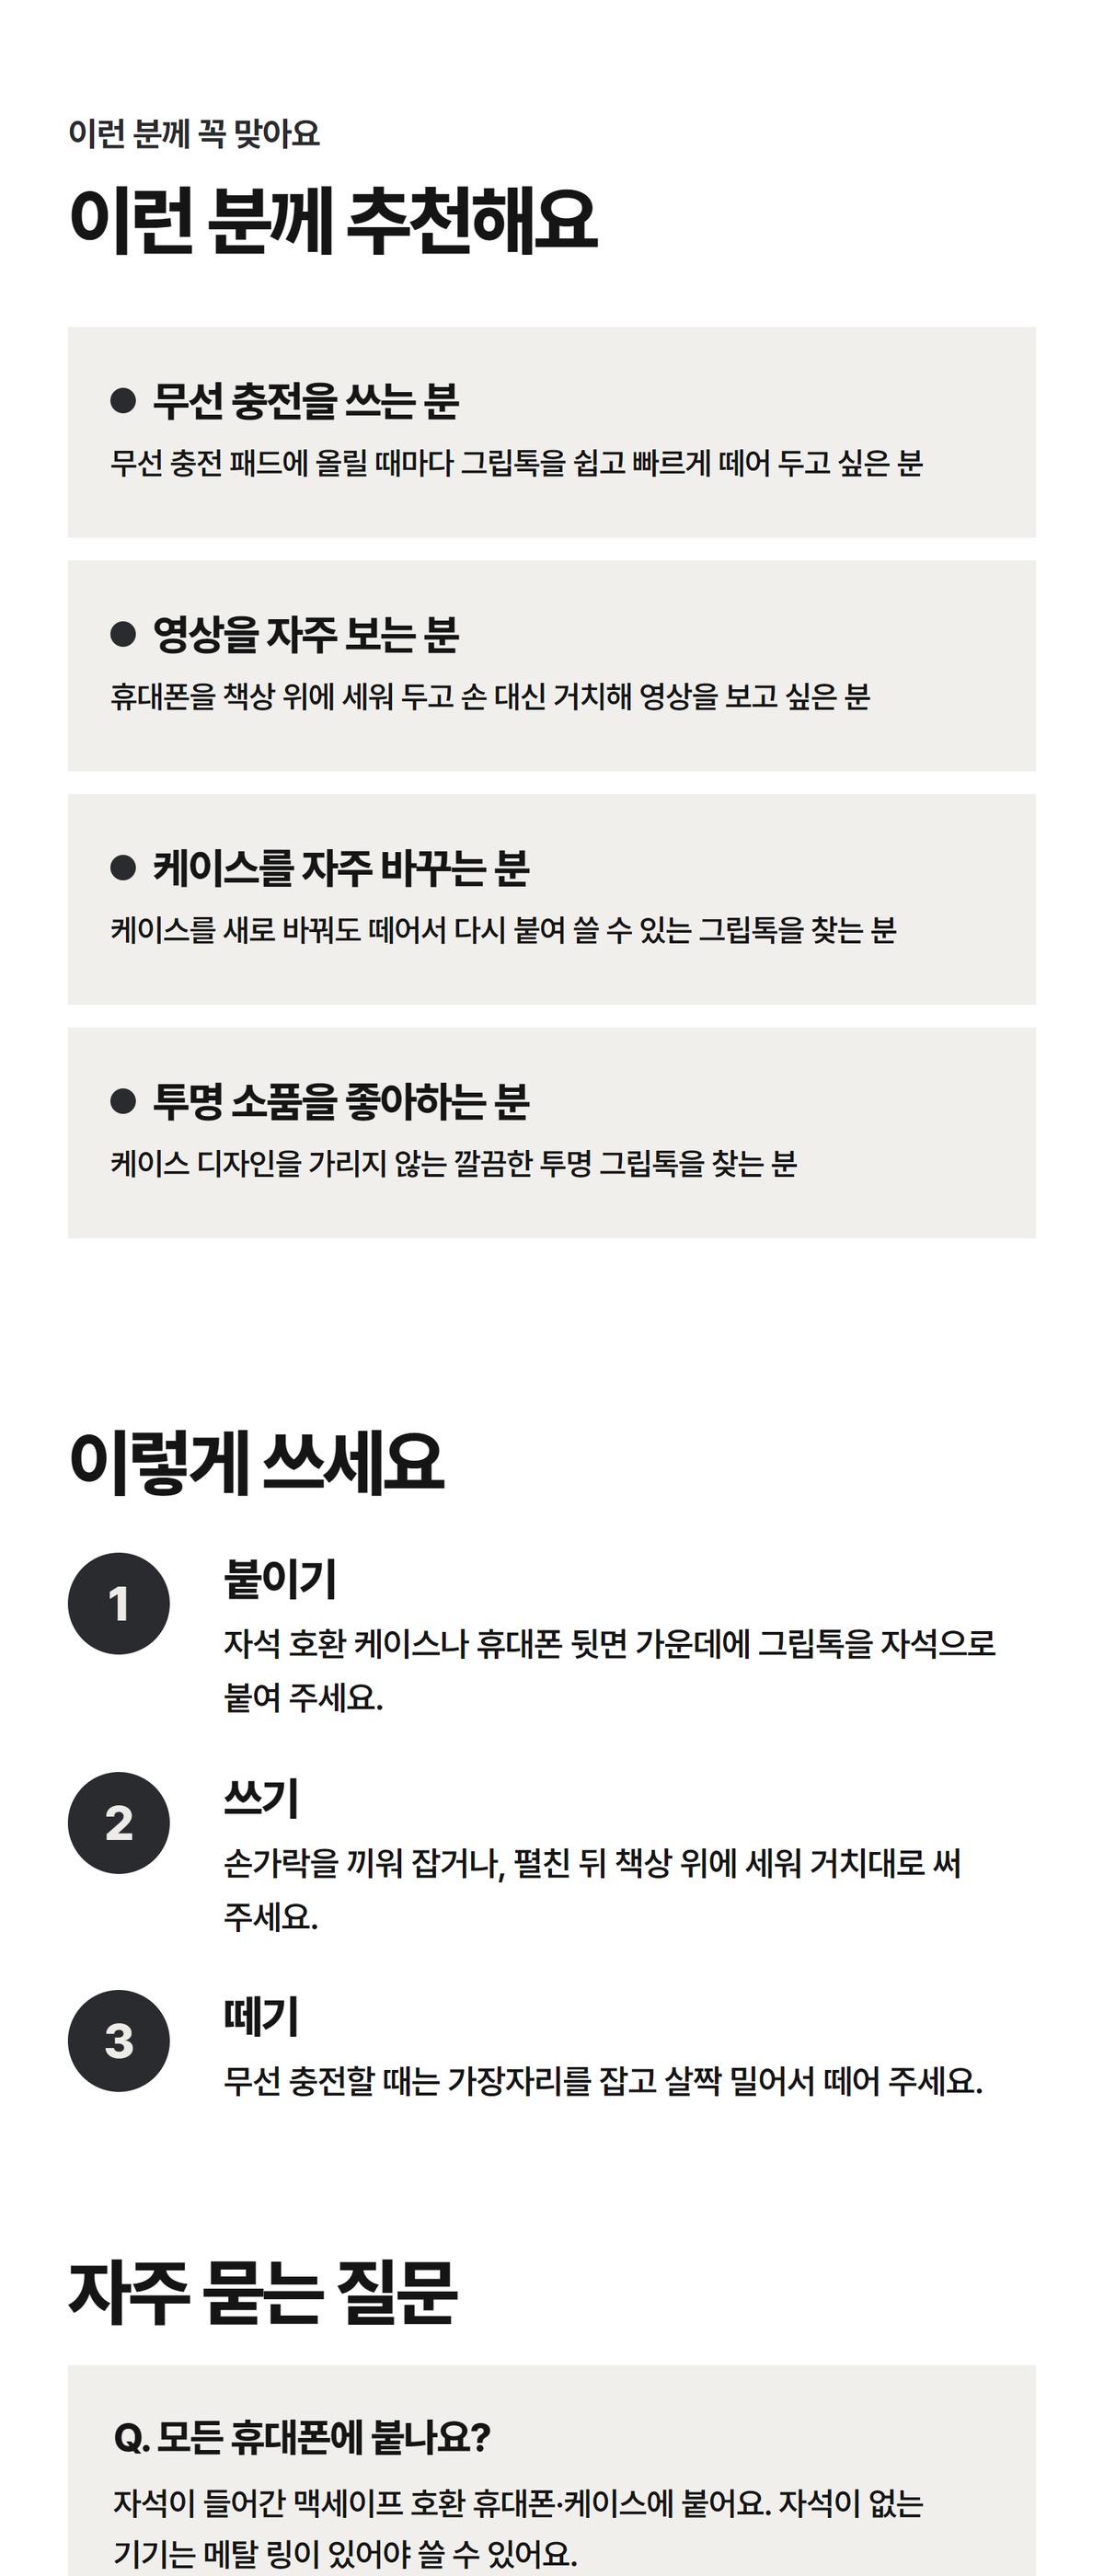 이런 분께 꼭 맞아요
이런 분께 추천해요
무선 충전을 쓰는 분
무선 충전 패드에 올릴 때마다 그립톡을 쉽고 빠르게 떼어 두고 싶은 분
영상을 자주 보는 분
휴대폰을 책상 위에 세워 두고 손 대신 거치해 영상을 보고 싶은 분
케이스를 자주 바꾸는 분
케이스를 새로 바꿔도 떼어서 다시 붙여 쓸 수 있는 그립톡을 찾는 분
투명 소품을 좋아하는 분
케이스 디자인을 가리지 않는 깔끔한 투명 그립톡을 찾는 분
이렇게 쓰세요
1
붙이기
자석 호환 케이스나 휴대폰 뒷면 가운데에 그립톡을 자석으로
붙여 주세요.
2
쓰기
손가락을 끼워 잡거나, 펼친 뒤 책상 위에 세워 거치대로 써
주세요.
3
떼기
무선 충전할 때는 가장자리를 잡고 살짝 밀어서 떼어 주세요.
자주 묻는 질문
Q. 모든 휴대폰에 붙나요?
자석이 들어간 맥세이프 호환 휴대폰·케이스에 붙어요. 자석이 없는
기기는 메탈 링이 있어야 쓸 수 있어요.